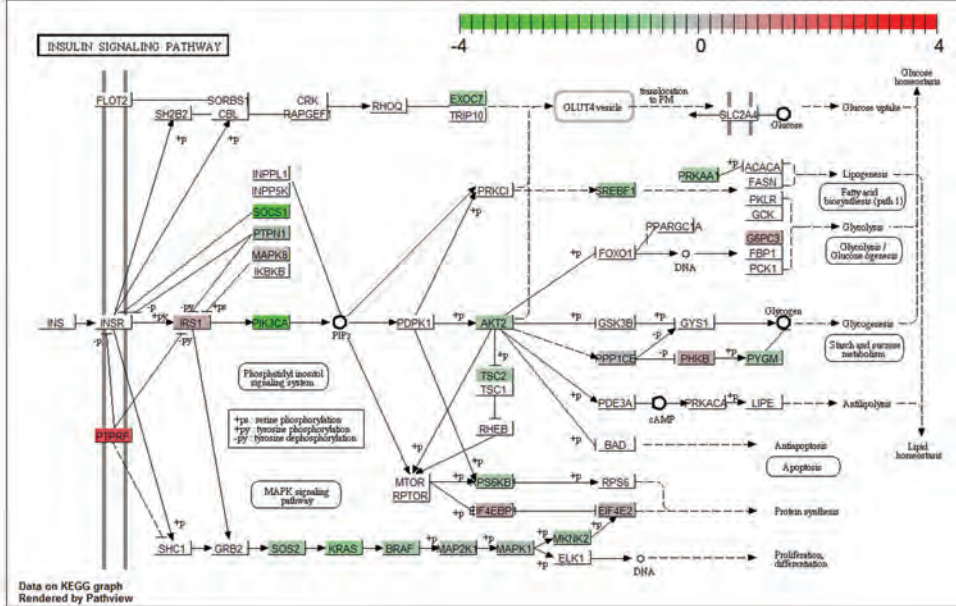 INSULIN SIGNALING PATHWAY
-4 0 4
Glucose
homeostasis
FLOT2 SORBS1 CRK RHOQ EXOC7 translocation
to PM
SH2B2 CBL RAPGEF1 TRIP10 GLUT4 vesicle SLC2A4 Glucose Glucose uptake
+p +p
INPPL1 INPP5K
SOCS1
PTPN1
MAPK8
IKBKB
PRKCI +p
SREBF1
PRKAA1 +p ACACA
FASN
Lipogenesis
Fatty acid
biosynthesis (path 1)
PKLR
GCK
Glycolysis
PPARGC1A
FOXO1 +p DNA
G6PC3
FBP1
PCK1
Glycolysis /
INS INSR IRS1 PIK3CA PIP3 PDPK1 +p AKT2 +p GSK3B GYS1 Glycogen Glycogenesis
-p -py +ps -p -py
PPP1CB -p PHKB +p PYGM
Starch and sucrose
metabolism
Phosphatidyl inositol
signaling system
TSC2
TSC1
+ps : serine phosphorylation
+py : tyrosine phosphorylation
-py : tyrosine dephosphorylation
PDE3A cAMP PRKACA +p LIPE Antilipolysis
RHEB
PTPRF
BAD Antiapoptosis
Lipid
homeostasis
Apoptosis
MTOR
RPTOR
+p PS6KB +p RPS6
MAPK signaling
pathway
+p EIF4EBP1 EIF4E2 Protein synthesis
+p SHC1 GRB2 SOS2 KRAS BRAF +p MAP2K1 +p MAPK1 +p MKNK2 +p
+p ELK1 DNA Proliferation,
differentiation
Data on KEGG graph
Rendered by Pathview